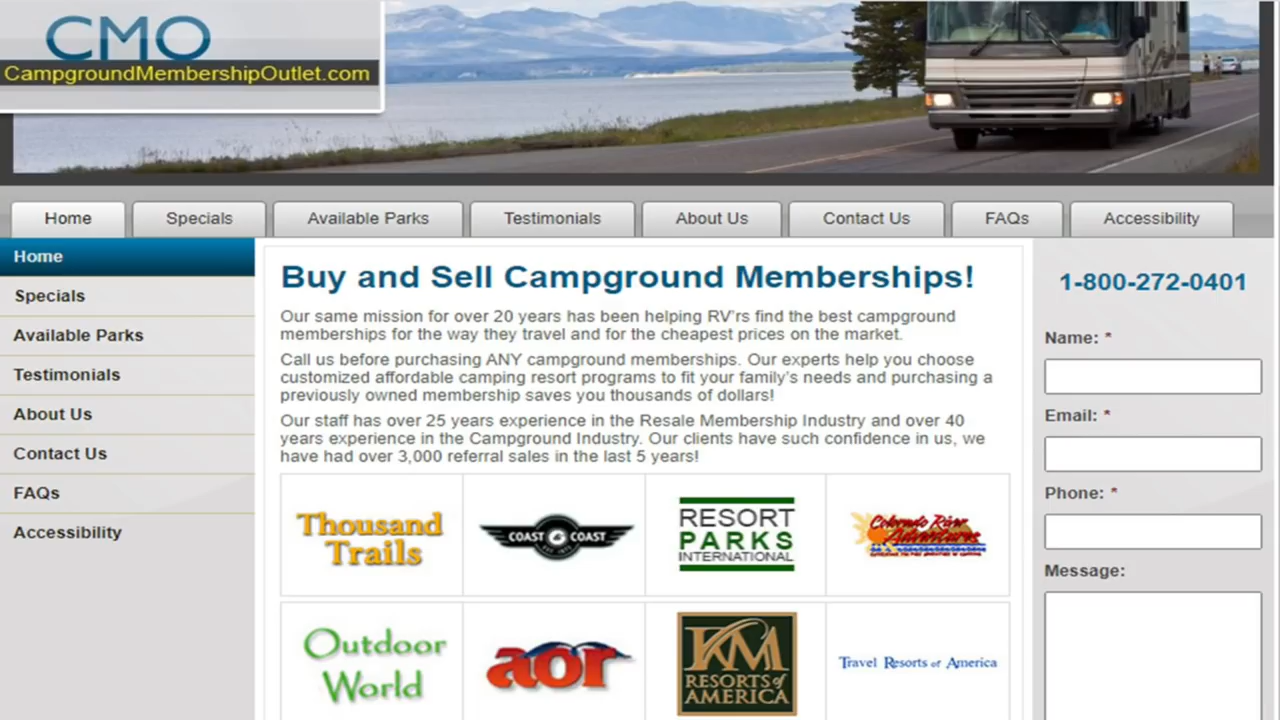 CMO
CampgroundMembershipOutlet.com
Home
Specials
Available Parks
Testimonials
About Us
Contact Us
FAQs
Accessibility
Home
Specials
Available Parks
Testimonials
About Us
Contact Us
FAQs
Accessibility
Buy and Sell Campground Memberships!
Our same mission for over 20 years has been helping RV'rs find the best campground
memberships for the way they travel and for the cheapest prices on the market.
Call us before purchasing ANY campground memberships. Our experts help you choose
customized affordable camping resort programs to fit your family's needs and purchasing a
previously owned membership saves you thousands of dollars!
Our staff has over 25 years experience in the Resale Membership Industry and over 40
years experience in the Campground Industry. Our clients have such confidence in us, we
have had over 3,000 referral sales in the last 5 years!
Thousand
Trails
COAST COAST
RESORT
PARKS
INTERNATIONAL
Colorado River
Adventures
Outdoor
World
aor
KM
RESORTS of
AMERICA
Travel Resorts of America
1-800-272-0401
Name: *
Email: *
Phone: *
Message: